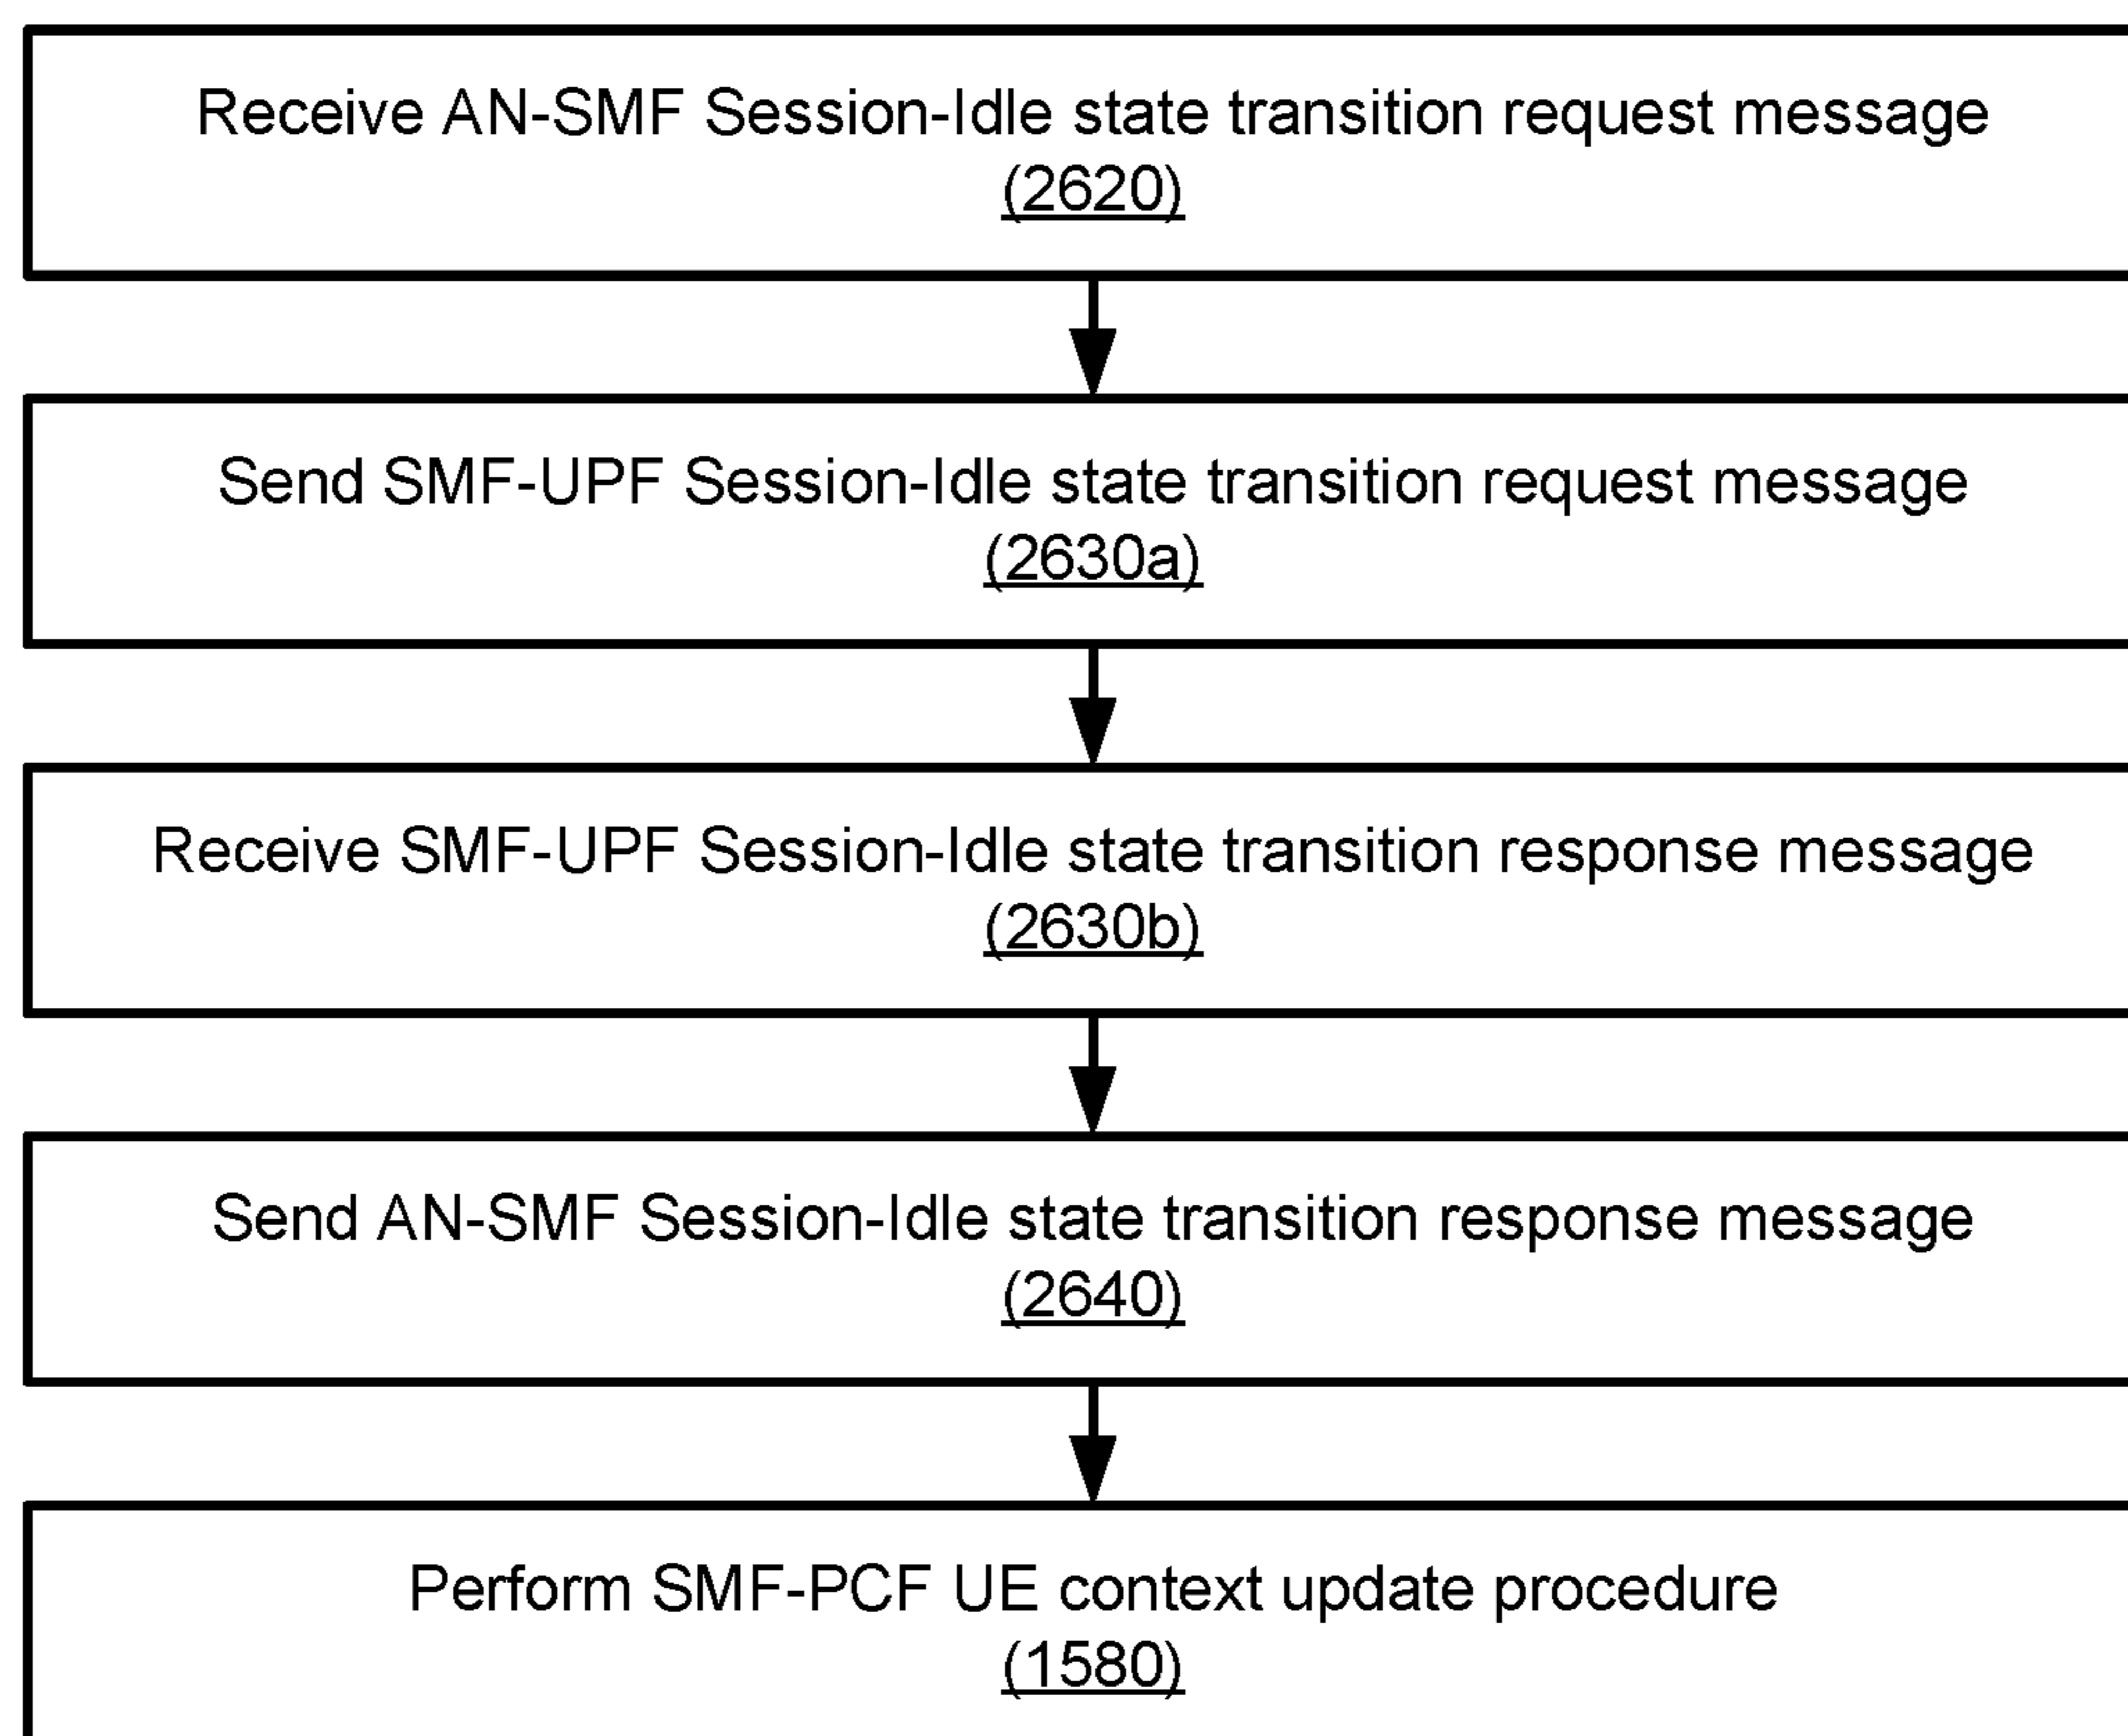 Receive AN-SMF Session-Idle state transition request message
(2620)
Send SMF-UPF Session-Idle state transition request message
(2630a)
Receive SMF-UPF Session-Idle state transition response message
(2630b)
Send AN-SMF Session-Idle state transition response message
(2640)
Perform SMF-PCF UE context update procedure
(1580)